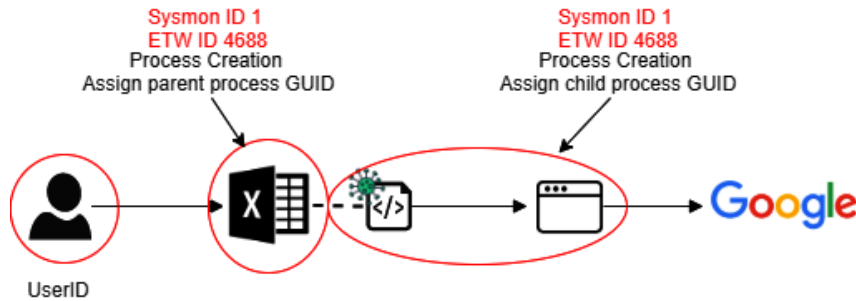 Sysmon ID 1
ETW ID 4688
Process Creation
Assign parent process GUID
Sysmon ID 1
ETW ID 4688
Process Creation
Assign child process GUID
X
</>
Google
UserID